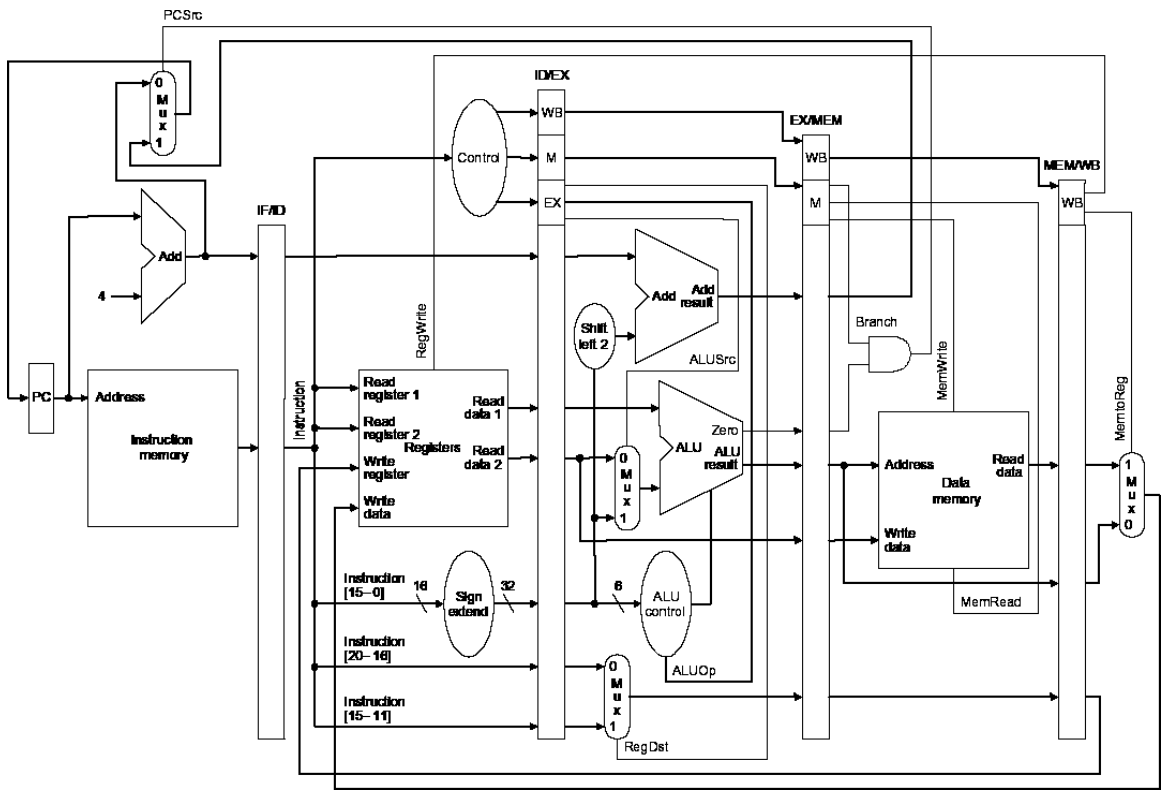 PCSrc
ID/EX
0
M
u
x
1
WB
EX/MEM
Control
M
WB
MEM/WB
EX
M
WB
IF/ID
Add
4
Add
Add
result
RegWrite
Shift
left 2
Branch
ALUSrc
MemWrite
MemtoReg
PC
Address
Instruction
memory
Instruction
Read
register 1
Read
register 2
Write
register
Write
data
Registers
Read
data 1
Read
data 2
0
M
u
x
1
Zero
ALU
ALU
result
Address
Read
data
Data
memory
Write
data
1
M
u
x
0
Instruction
[15–0]
16
Sign
extend
32
6
ALU
control
MemRead
Instruction
[20–16]
0
M
u
x
1
ALUOp
Instruction
[15–11]
RegDst